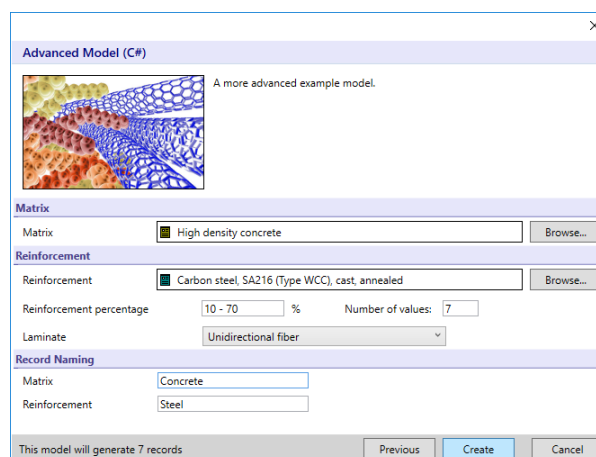 Advanced Model (C#)
A more advanced example model.
Matrix
Matrix High density concrete Browse...
Reinforcement
Reinforcement Carbon steel, SA216 (Type WCC), cast, annealed Browse...
Reinforcement percentage 10 - 70 % Number of values: 7
Laminate Unidirectional fiber
Record Naming
Matrix Concrete
Reinforcement Steel
This model will generate 7 records Previous Create Cancel